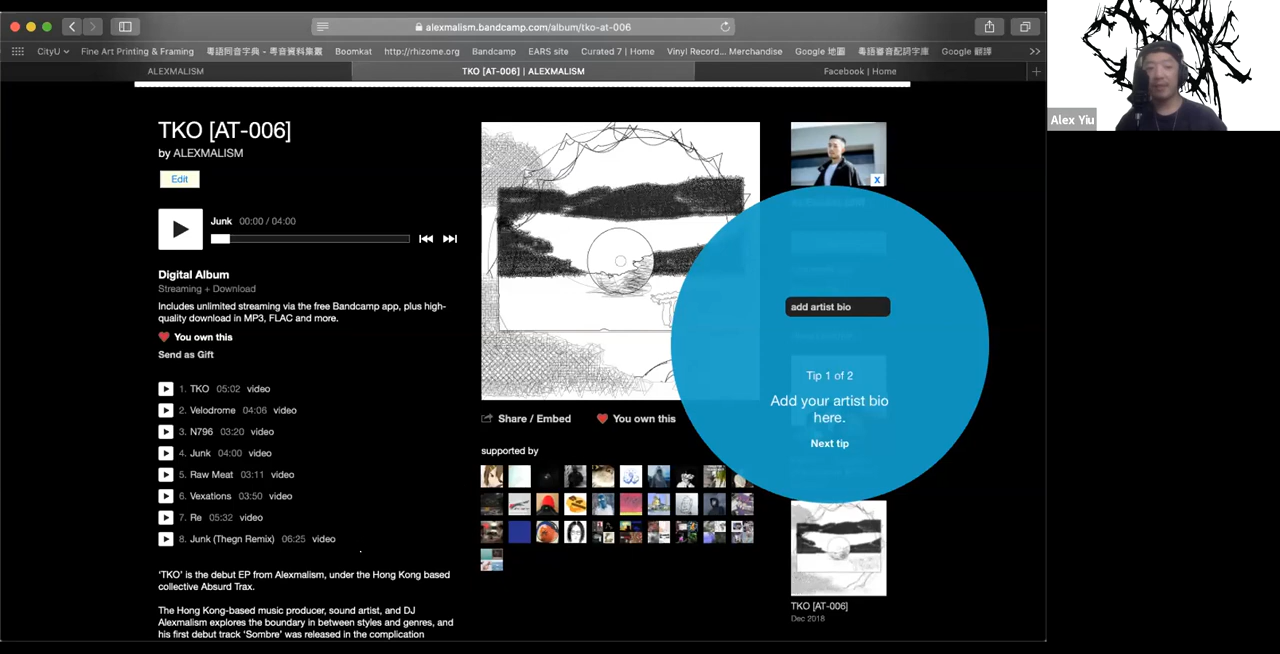 alexmalism.bandcamp.com/album/tko-at-006
CityU
Fine Art Printing & Framing
粵語同音字典 - 粵音資料集叢
Boomkat
http://rhizome.org
Bandcamp
EARS site
Curated 7 | Home
Vinyl Record... Merchandise
Google 地圖
粵語審音配詞字庫
Google 翻譯
>>
ALEXMALISM
TKO [AT-006] | ALEXMALISM
Facebook | Home
Alex Yiu
TKO [AT-006]
by ALEXMALISM
Edit
Junk 00:00 / 04:00
Digital Album
Streaming + Download
Includes unlimited streaming via the free Bandcamp app, plus high-
quality download in MP3, FLAC and more.
You own this
Send as Gift
1. TKO 05:02 video
2. Velodrome 04:06 video
3. N796 03:20 video
4. Junk 04:00 video
5. Raw Meat 03:11 video
6. Vexations 03:50 video
7. Re 05:32 video
8. Junk (Thegn Remix) 06:25 video
'TKO' is the debut EP from Alexmalism, under the Hong Kong based
collective Absurd Trax.
The Hong Kong-based music producer, sound artist, and DJ
Alexmalism explores the boundary in between styles and genres, and
his first debut track 'Sombre' was released in the complication
Share / Embed
You own this
supported by
X
add artist bio
Tip 1 of 2
Add your artist bio
here.
Next tip
TKO [AT-006]
Dec 2018